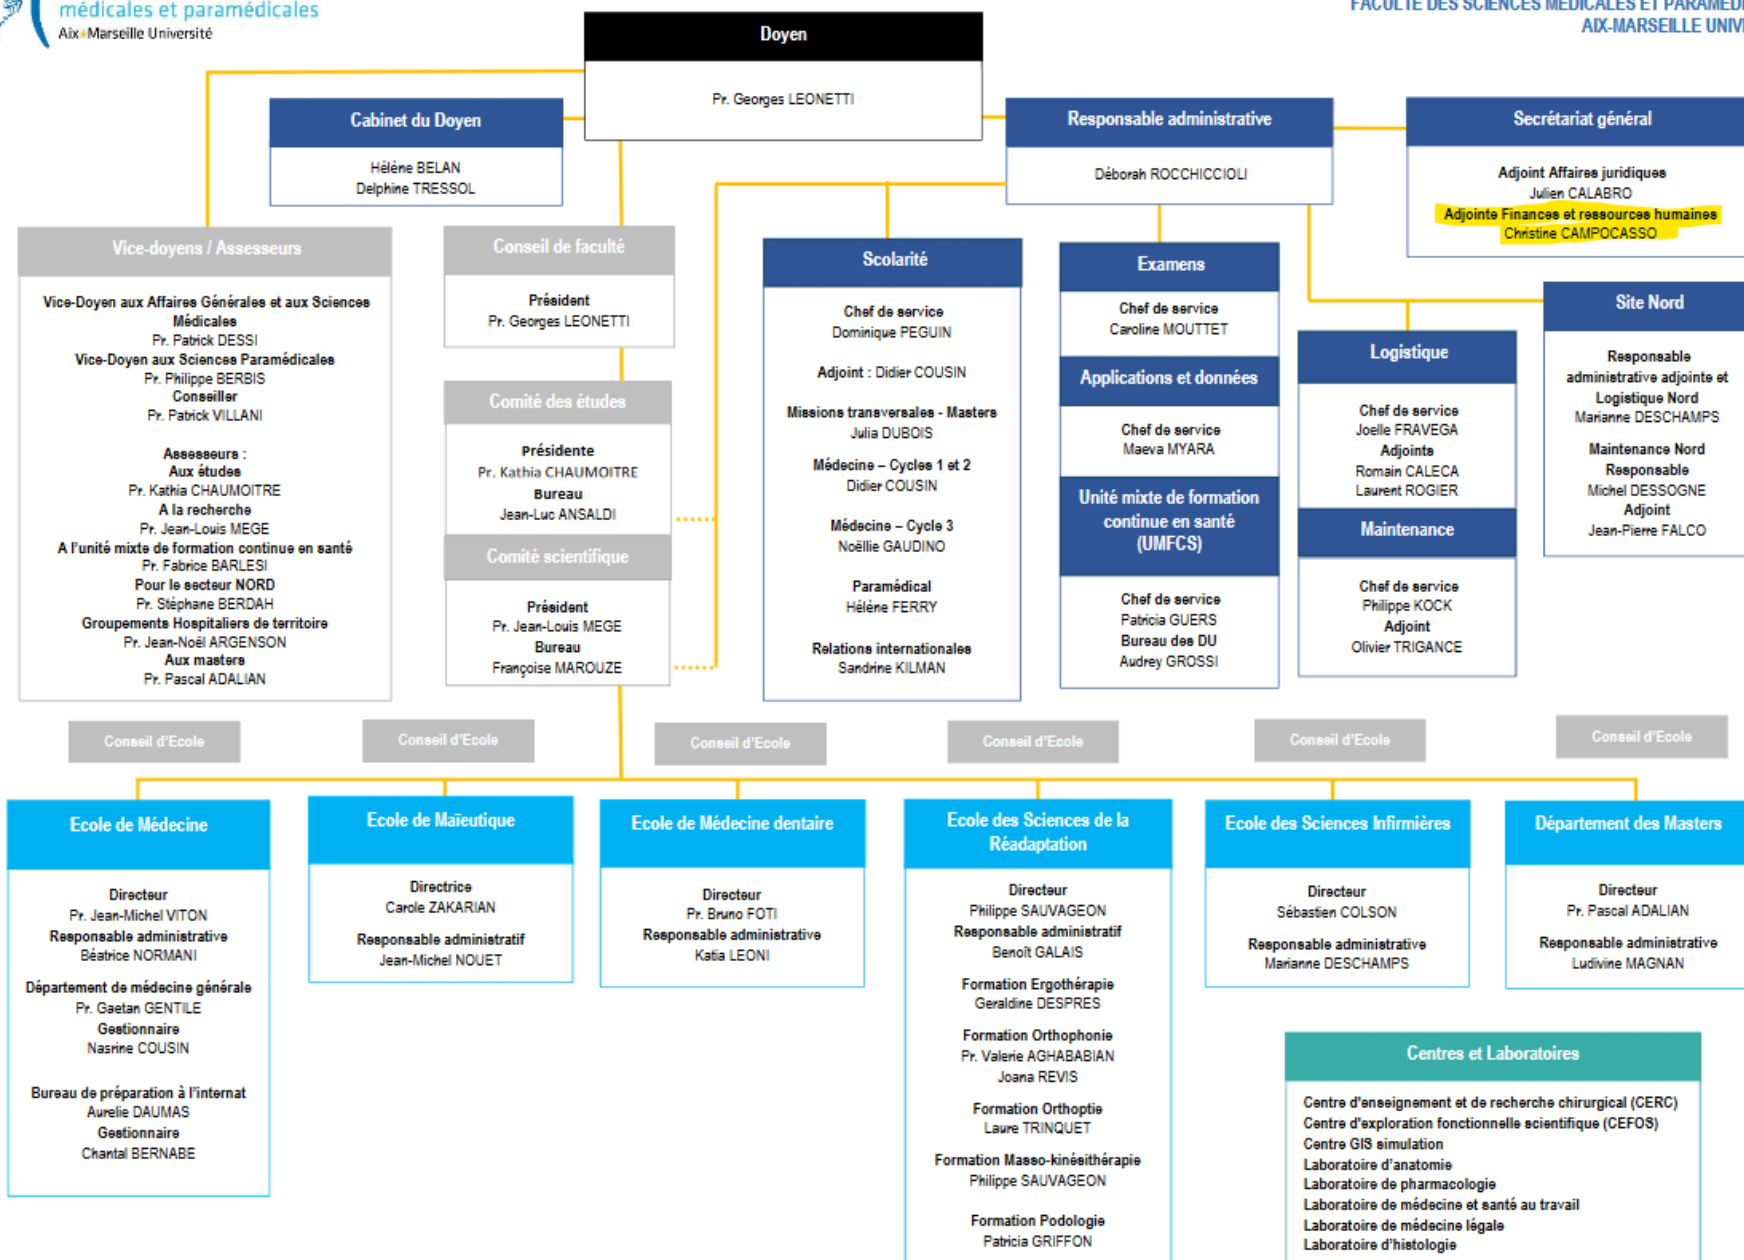 médicales et paramédicales
Aix+Marseille Université
FACULTE DES SCIENCES MEDICALES ET PARAMEDI
AIX-MARSEILLE UNIV
Doyen
Pr. Georges LEONETTI
Cabinet du Doyen
Hélène BELAN
Delphine TRESSOL
Responsable administrative
Déborah ROCCHICCIOLI
Secrétariat général
Adjoint Affaires juridiques
Julien CALABRO
Adjointe Finances et ressources humaines
Christine CAMPOCASSO
Vice-doyens / Assesseurs
Vice-Doyen aux Affaires Générales et aux Sciences
Médicales
Pr. Patrick DESSI
Vice-Doyen aux Sciences Paramédicales
Pr. Philippe BERBIS
Conseiller
Pr. Patrick VILLANI
Assesseurs :
Aux études
Pr. Kathia CHAUMOITRE
A la recherche
Pr. Jean-Louis MEGE
A l'unité mixte de formation continue en santé
Pr. Fabrice BARLESI
Pour le secteur NORD
Pr. Stéphane BERDAH
Groupements Hospitaliers de territoire
Pr. Jean-Noël ARGENSON
Aux masters
Pr. Pascal ADALIAN
Conseil de faculté
Président
Pr. Georges LEONETTI
Comité des études
Présidente
Pr. Kathia CHAUMOITRE
Bureau
Jean-Luc ANSALDI
Comité scientifique
Président
Pr. Jean-Louis MEGE
Bureau
Françoise MAROUZE
Scolarité
Chef de service
Dominique PEGUIN
Adjoint : Didier COUSIN
Missions transversales - Masters
Julia DUBOIS
Médecine – Cycles 1 et 2
Didier COUSIN
Médecine – Cycle 3
Noëllie GAUDINO
Paramédical
Hélène FERRY
Relations internationales
Sandrine KILMAN
Examens
Chef de service
Caroline MOUTTET
Applications et données
Chef de service
Maeva MYARA
Unité mixte de formation
continue en santé
(UMFCS)
Chef de service
Patricia GUERS
Bureau des DU
Audrey GROSSI
Logistique
Chef de service
Joelle FRAVEGA
Adjoints
Romain CALECA
Laurent ROGIER
Maintenance
Chef de service
Philippe KOCK
Adjoint
Olivier TRIGANCE
Site Nord
Responsable
administrative adjointe et
Logistique Nord
Marianne DESCHAMPS
Maintenance Nord
Responsable
Michel DESSOGNE
Adjoint
Jean-Pierre FALCO
Conseil d'Ecole
Conseil d'Ecole
Conseil d'Ecole
Conseil d'Ecole
Conseil d'Ecole
Conseil d'Ecole
Ecole de Médecine
Directeur
Pr. Jean-Michel VITON
Responsable administrative
Béatrice NORMANI
Département de médecine générale
Pr. Gaetan GENTILE
Gestionnaire
Nasrine COUSIN
Bureau de préparation à l'internat
Aurelie DAUMAS
Gestionnaire
Chantal BERNABE
Ecole de Maïeutique
Directrice
Carole ZAKARIAN
Responsable administratif
Jean-Michel NOUET
Ecole de Médecine dentaire
Directeur
Pr. Bruno FOTI
Responsable administrative
Katia LEONI
Ecole des Sciences de la
Réadaptation
Directeur
Philippe SAUVAGEON
Responsable administratif
Benoît GALAIS
Formation Ergothérapie
Geraldine DESPRES
Formation Orthophonie
Pr. Valerie AGHABABIAN
Joana REVIS
Formation Orthoptie
Laure TRINQUET
Formation Masso-kinésithérapie
Philippe SAUVAGEON
Formation Podologie
Patricia GRIFFON
Ecole des Sciences Infirmières
Directeur
Sébastien COLSON
Responsable administrative
Marianne DESCHAMPS
Département des Masters
Directeur
Pr. Pascal ADALIAN
Responsable administrative
Ludivine MAGNAN
Centres et Laboratoires
Centre d'enseignement et de recherche chirurgical (CERC)
Centre d'exploration fonctionnelle scientifique (CEFOS)
Centre GIS simulation
Laboratoire d'anatomie
Laboratoire de pharmacologie
Laboratoire de médecine et santé au travail
Laboratoire de médecine légale
Laboratoire d'histologie